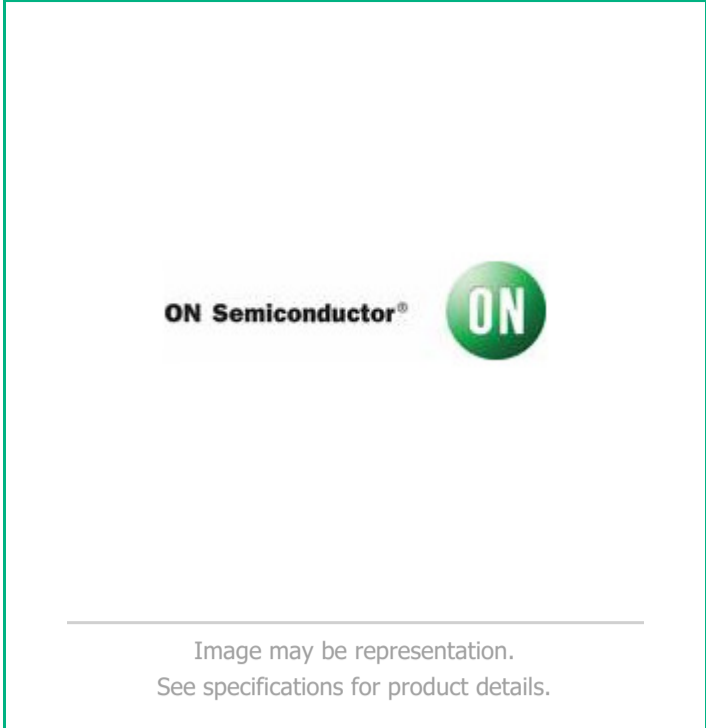 ON Semiconductor®
ON
Image may be representation.
See specifications for product details.